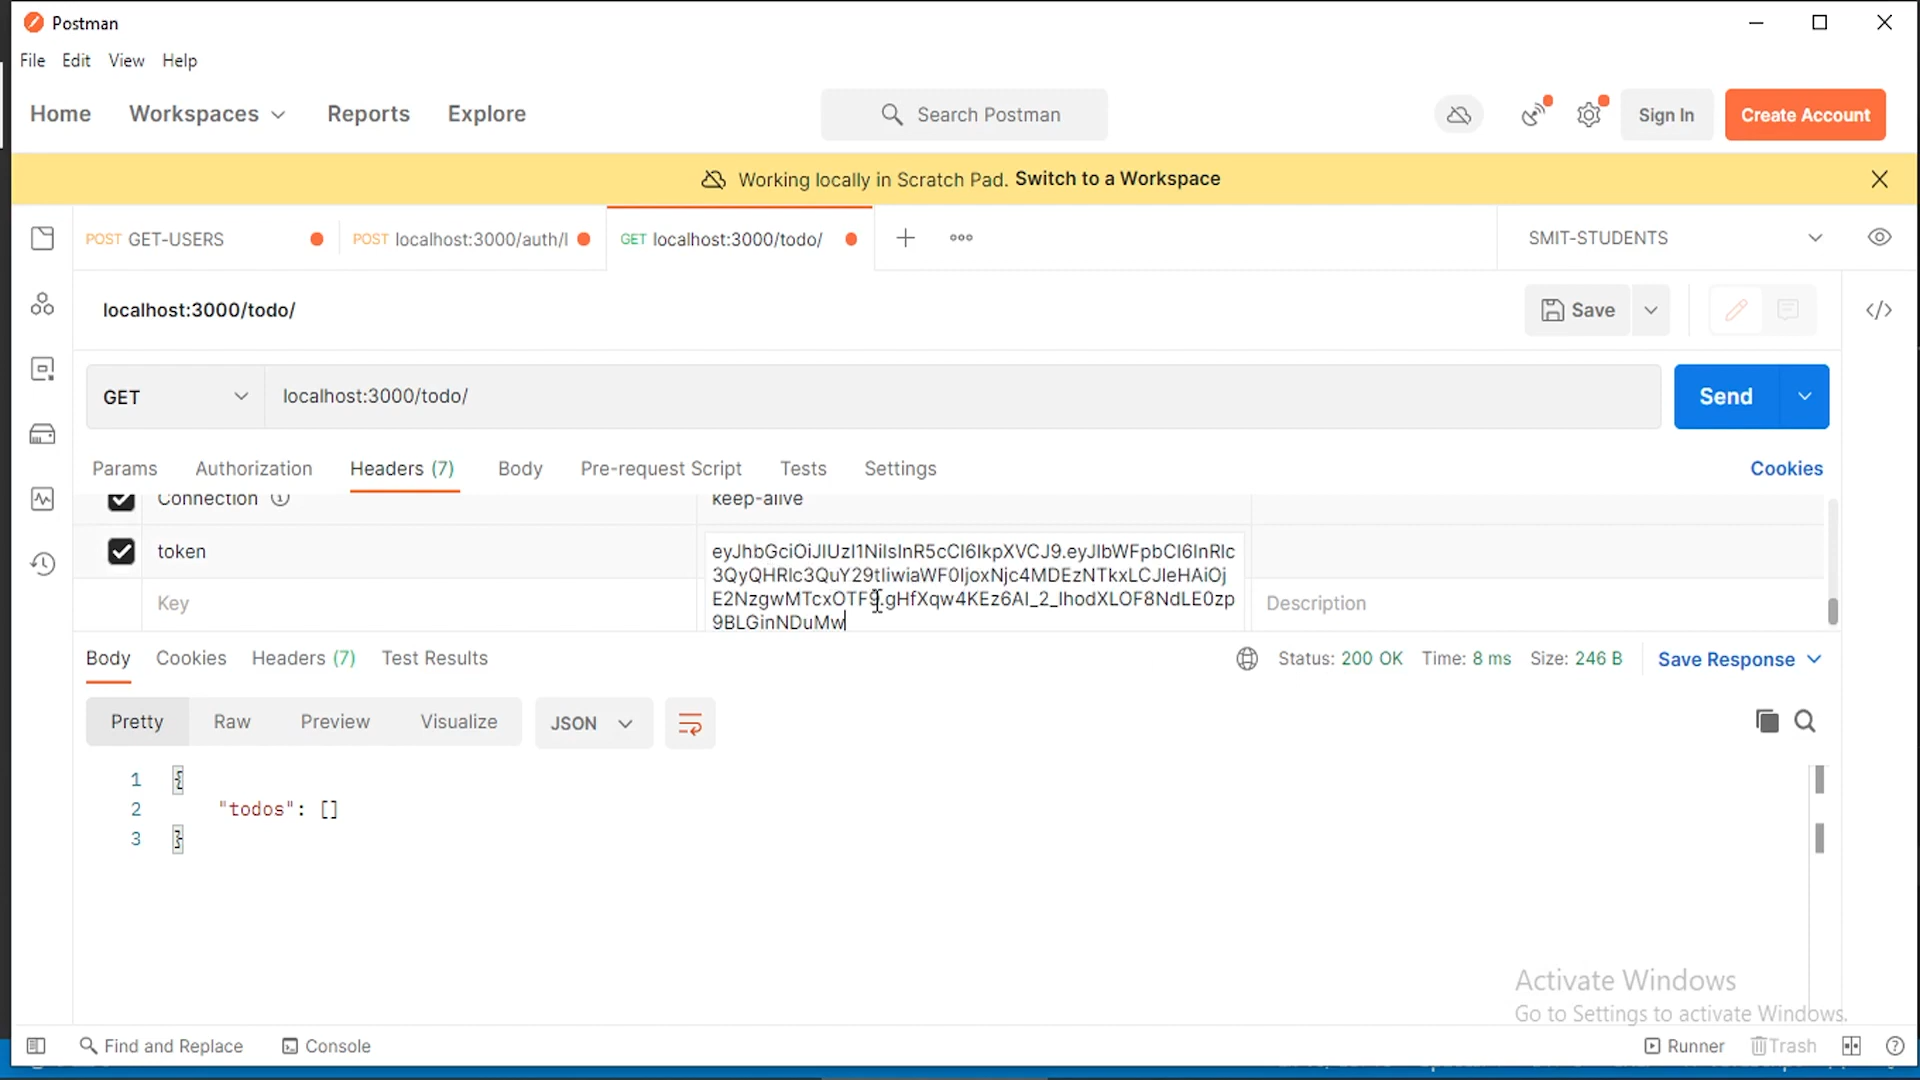 Postman
File Edit View Help
Home Workspaces Reports Explore Search Postman Sign In Create Account
Working locally in Scratch Pad. Switch to a Workspace
POST GET-USERS POST localhost:3000/auth/l GET localhost:3000/todo/ SMIT-STUDENTS
localhost:3000/todo/ Save
GET localhost:3000/todo/ Send
Params Authorization Headers (7) Body Pre-request Script Tests Settings Cookies
Connection keep-alive
token eyJhbGciOiJIUzI1NiIsInR5cCI6IkpXVCJ9.eyJlbWFpbCI6InRlc
3QyQHRlc3QuY29tIiwiaWF0IjoxNjc4MDEzNTkxLCJleHAiOj
E2NzgwMTcxOTF9.gHfXqw4KEz6AI_2_IhodXLOF8NdLE0zp
9BLGinNDuMw
Key Description
Body Cookies Headers (7) Test Results Status: 200 OK Time: 8 ms Size: 246 B Save Response
Pretty Raw Preview Visualize JSON
1 {
2 "todos": []
3 }
Activate Windows
Go to Settings to activate Windows.
Find and Replace Console Runner Trash